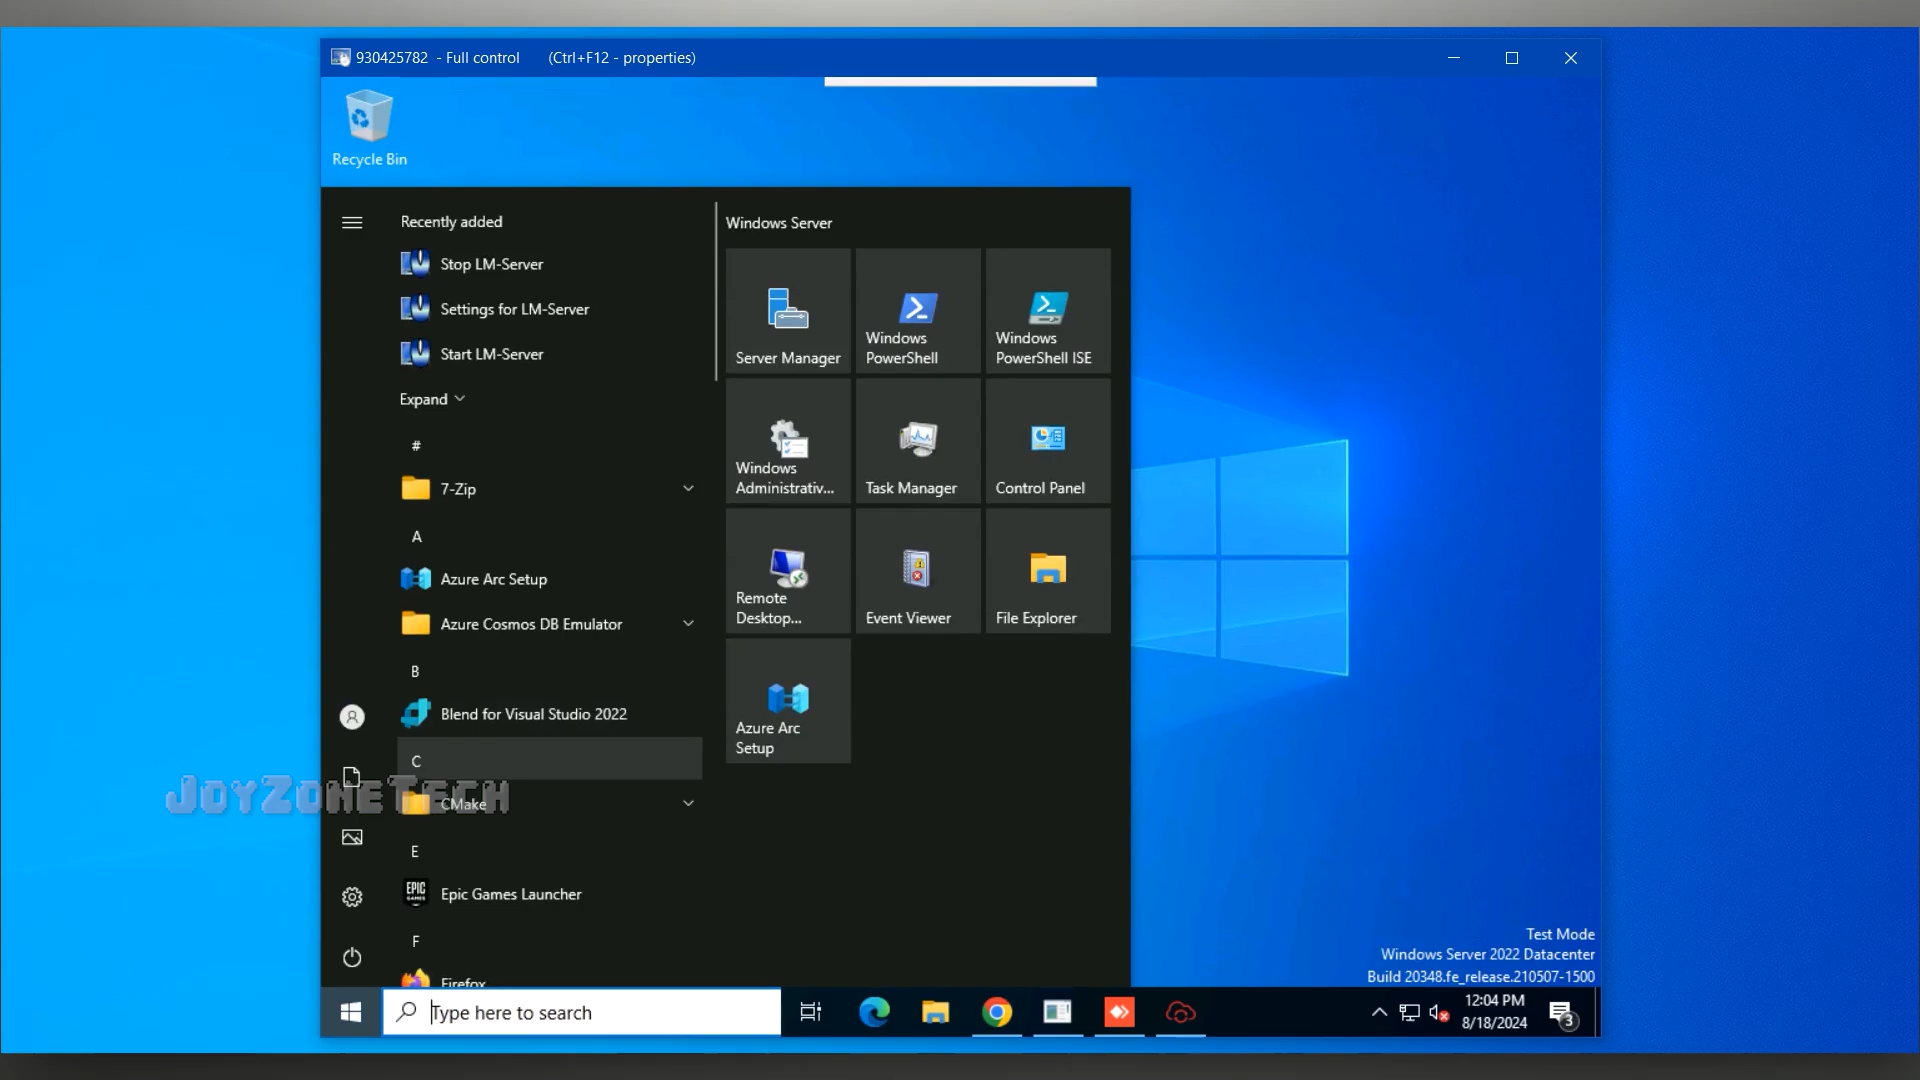 930425782 - Full control (Ctrl+F12 - properties)
Recycle Bin
Recently added
Stop LM-Server
Settings for LM-Server
Start LM-Server
Expand
#
7-Zip
A
Azure Arc Setup
Azure Cosmos DB Emulator
B
Blend for Visual Studio 2022
C
CMake
E
EPIC
GAMES
Epic Games Launcher
F
Firefox
Windows Server
Server Manager
Windows
PowerShell
Windows
PowerShell ISE
Windows
Administrativ...
Task Manager
Control Panel
Remote
Desktop...
Event Viewer
File Explorer
Azure Arc
Setup
JoyZoneTech
Test Mode
Windows Server 2022 Datacenter
Build 20348.fe_release.210507-1500
Type here to search
12:04 PM
8/18/2024
3